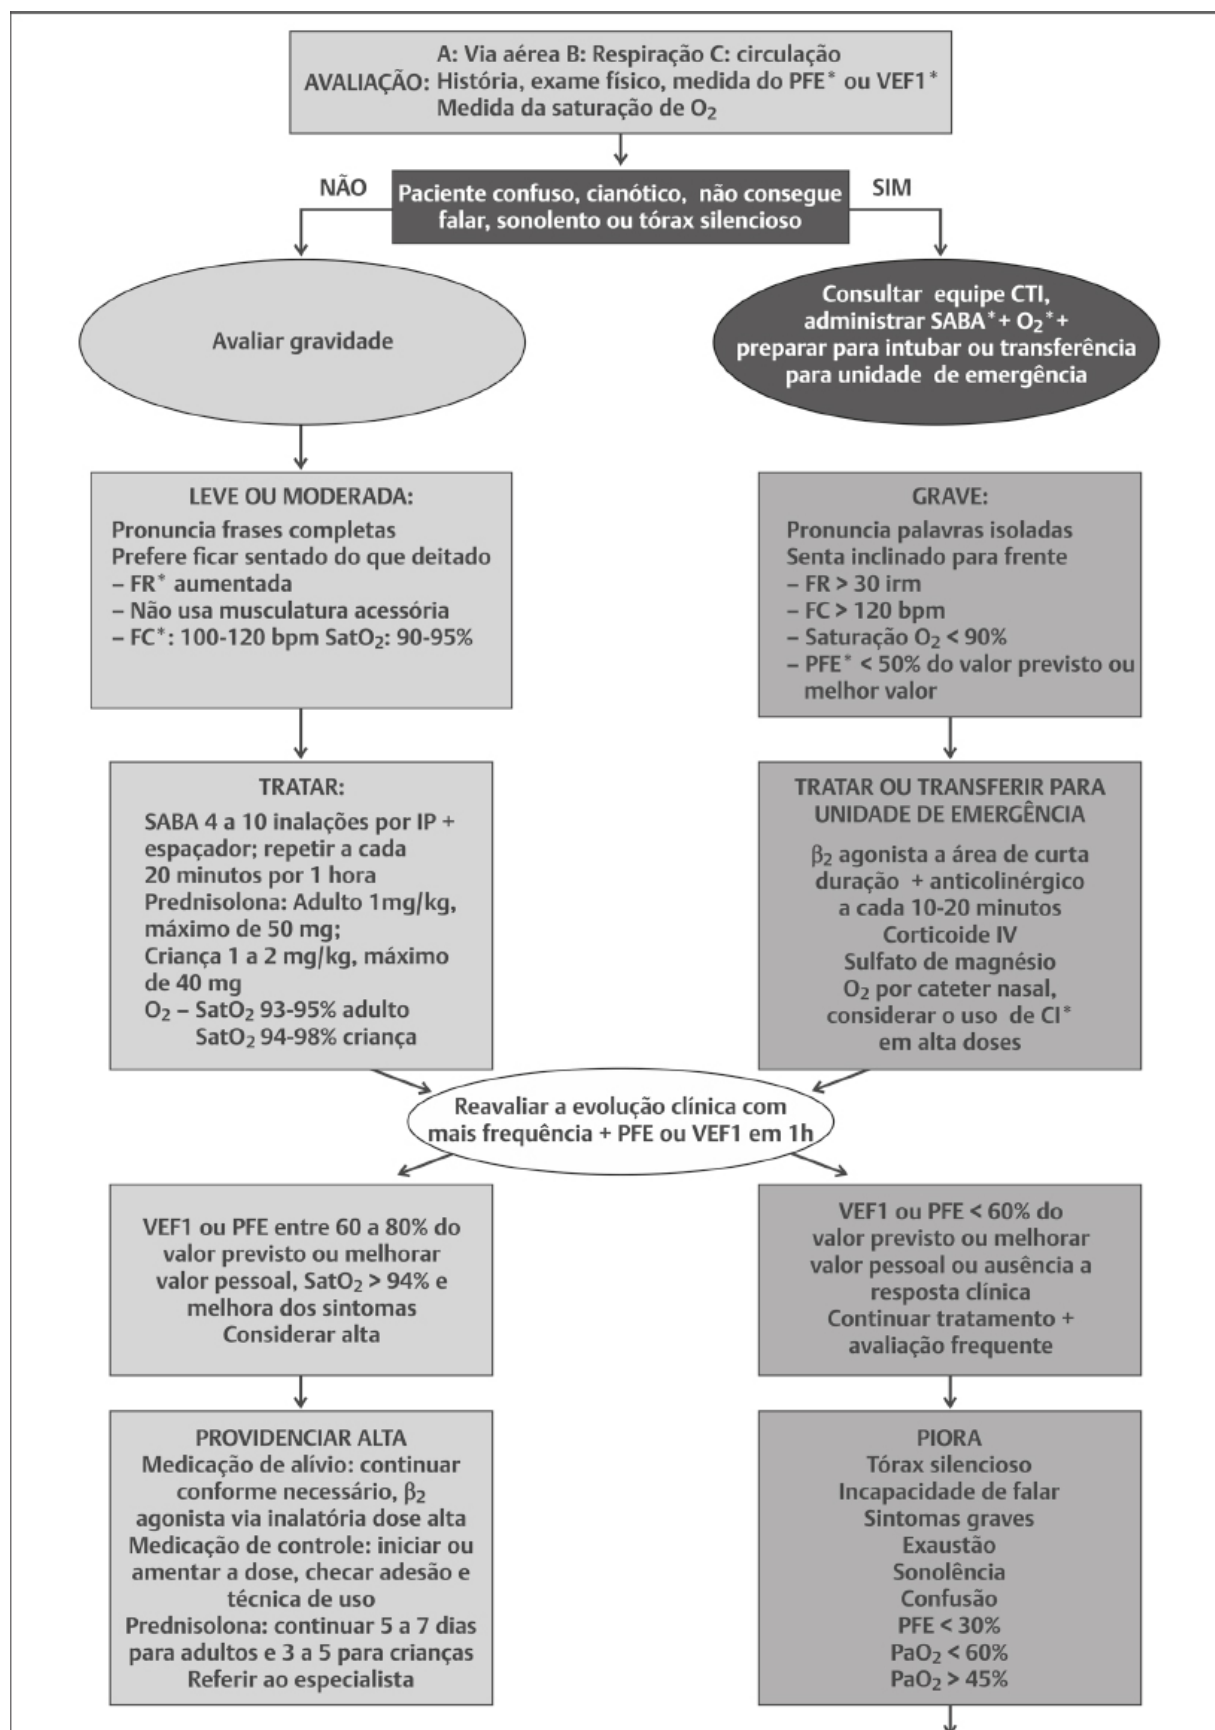 A: Via aérea B: Respiração C: circulação
AVALIAÇÃO: História, exame físico, medida do PFE* ou VEF1*
Medida da saturação de O₂
NÃO
Paciente confuso, cianótico, não consegue
falar, sonolento ou tórax silencioso
SIM
Avaliar gravidade
Consultar equipe CTI,
administrar SABA*+ O₂*+
preparar para intubar ou transferência
para unidade de emergência
LEVE OU MODERADA:
Pronuncia frases completas
Prefere ficar sentado do que deitado
– FR* aumentada
– Não usa musculatura acessória
– FC*: 100-120 bpm SatO₂: 90-95%
GRAVE:
Pronuncia palavras isoladas
Senta inclinado para frente
– FR > 30 irm
– FC > 120 bpm
– Saturação O₂ < 90%
– PFE* < 50% do valor previsto ou
melhor valor
TRATAR:
SABA 4 a 10 inalações por IP +
espaçador; repetir a cada
20 minutos por 1 hora
Prednisolona: Adulto 1mg/kg,
máximo de 50 mg;
Criança 1 a 2 mg/kg, máximo
de 40 mg
O₂ – SatO₂ 93-95% adulto
SatO₂ 94-98% criança
TRATAR OU TRANSFERIR PARA
UNIDADE DE EMERGÊNCIA
β₂ agonista a área de curta
duração + anticolinérgico
a cada 10-20 minutos
Corticoide IV
Sulfato de magnésio
O₂ por cateter nasal,
considerar o uso de CI*
em alta doses
Reavaliar a evolução clínica com
mais frequência + PFE ou VEF1 em 1h
VEF1 ou PFE entre 60 a 80% do
valor previsto ou melhorar
valor pessoal, SatO₂ > 94% e
melhora dos sintomas
Considerar alta
VEF1 ou PFE < 60% do
valor previsto ou melhorar
valor pessoal ou ausência a
resposta clínica
Continuar tratamento +
avaliação frequente
PROVIDENCIAR ALTA
Medicação de alívio: continuar
conforme necessário, β₂
agonista via inalatória dose alta
Medicação de controle: iniciar ou
amentar a dose, checar adesão e
técnica de uso
Prednisolona: continuar 5 a 7 dias
para adultos e 3 a 5 para crianças
Referir ao especialista
PIORA
Tórax silencioso
Incapacidade de falar
Sintomas graves
Exaustão
Sonolência
Confusão
PFE < 30%
PaO₂ < 60%
PaO₂ > 45%